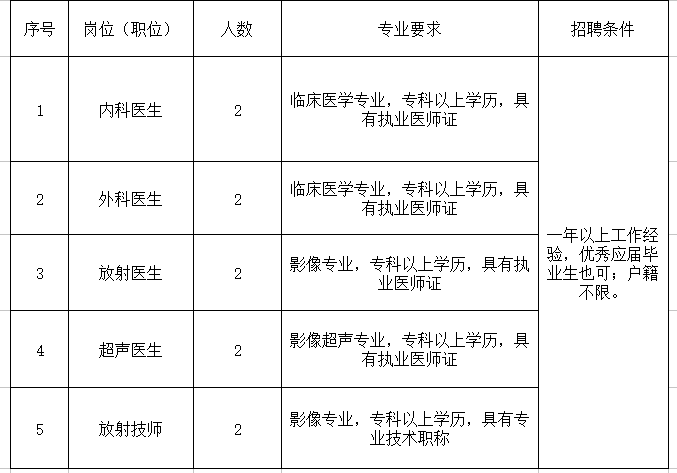 序号 岗位（职位） 人数 专业要求 招聘条件
1 内科医生 2 临床医学专业，专科以上学历，具
有执业医师证
2 外科医生 2 临床医学专业，专科以上学历，具
有执业医师证
3 放射医生 2 影像专业，专科以上学历，具有执
业医师证
4 超声医生 2 影像超声专业，专科以上学历，具
有执业医师证
5 放射技师 2 影像专业，专科以上学历，具有专
业技术职称
一年以上工作经
验，优秀应届毕
业生也可；户籍
不限。